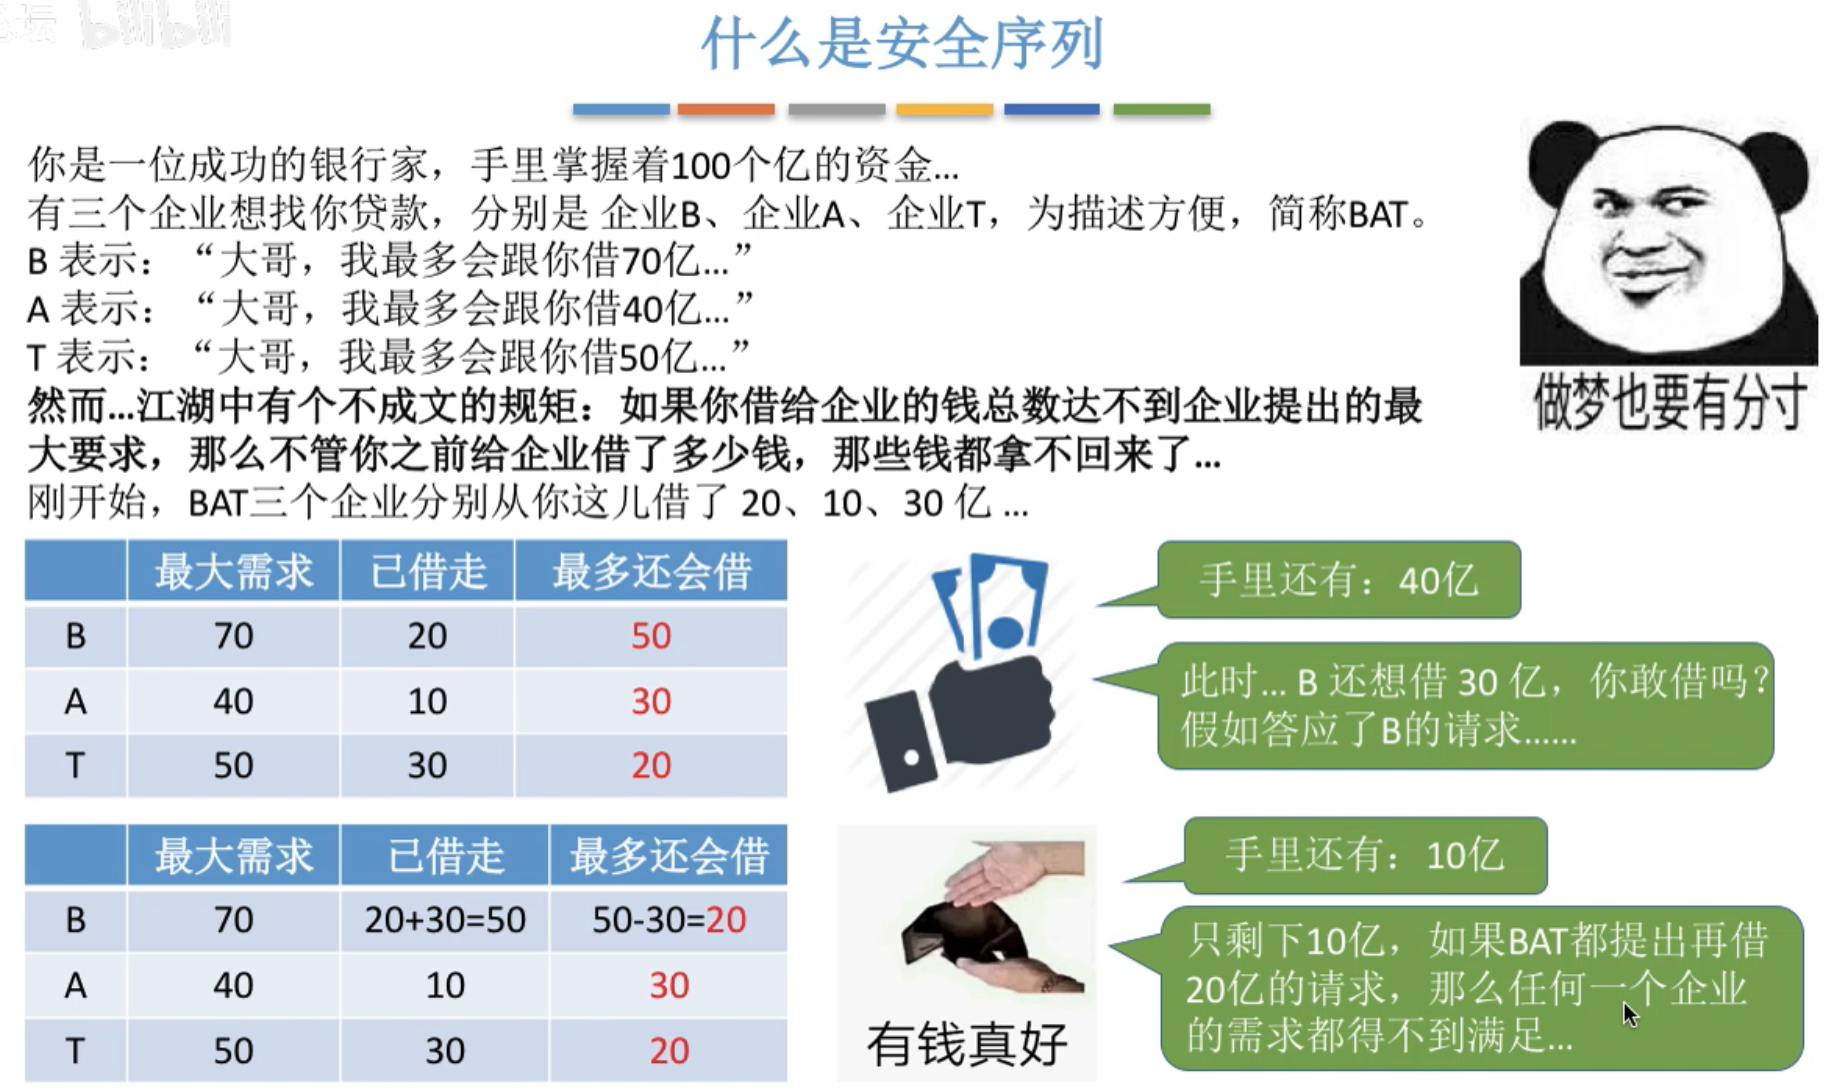 坛 bilibili
什么是安全序列
你是一位成功的银行家，手里掌握着100个亿的资金...
有三个企业想找你贷款，分别是 企业B、企业A、企业T，为描述方便，简称BAT。
B 表示：“大哥，我最多会跟你借70亿...”
A 表示：“大哥，我最多会跟你借40亿...”
T 表示：“大哥，我最多会跟你借50亿...”
然而...江湖中有个不成文的规矩：如果你借给企业的钱总数达不到企业提出的最
大要求，那么不管你之前给企业借了多少钱，那些钱都拿不回来了...
刚开始，BAT三个企业分别从你这儿借了 20、10、30 亿 ...
做梦也要有分寸
最大需求 已借走 最多还会借
B 70 20 50
A 40 10 30
T 50 30 20
手里还有：40亿
此时... B 还想借 30 亿，你敢借吗？
假如答应了B的请求......
最大需求 已借走 最多还会借
B 70 20+30=50 50-30=20
A 40 10 30
T 50 30 20
有钱真好
手里还有：10亿
只剩下10亿，如果BAT都提出再借
20亿的请求，那么任何一个企业
的需求都得不到满足...